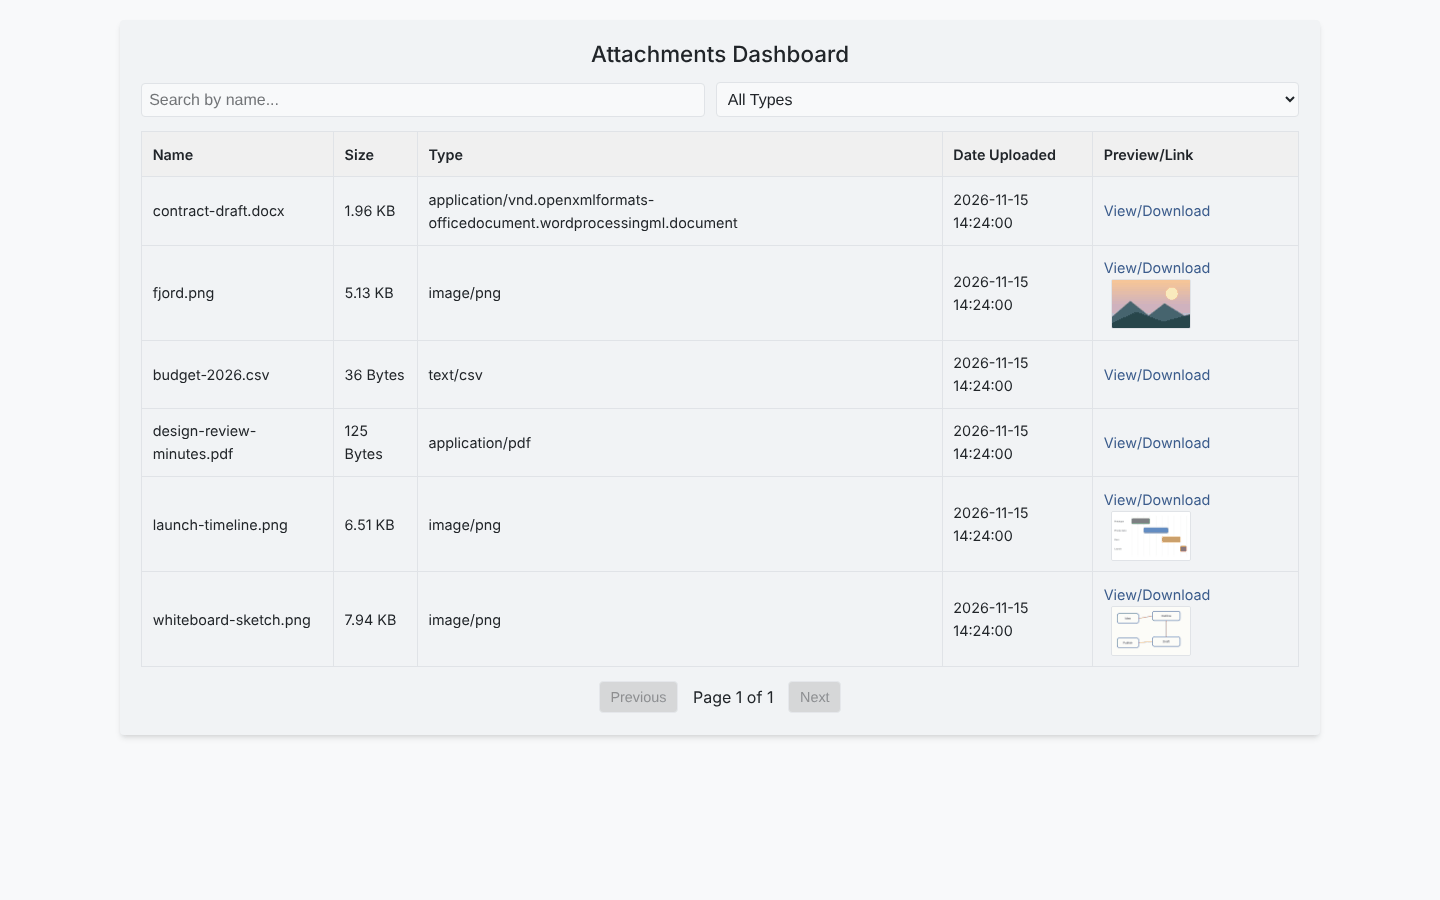 Attachments Dashboard
Search by name...
All Types
Name Size Type Date Uploaded Preview/Link
contract-draft.docx
1.96 KB
application/vnd.openxmlformats-
officedocument.wordprocessingml.document
2026-11-15
14:24:00
View/Download
fjord.png
5.13 KB
image/png
2026-11-15
14:24:00
View/Download
budget-2026.csv
36 Bytes
text/csv
2026-11-15
14:24:00
View/Download
design-review-
minutes.pdf
125
Bytes
application/pdf
2026-11-15
14:24:00
View/Download
launch-timeline.png
6.51 KB
image/png
2026-11-15
14:24:00
View/Download
whiteboard-sketch.png
7.94 KB
image/png
2026-11-15
14:24:00
View/Download
Previous Page 1 of 1 Next